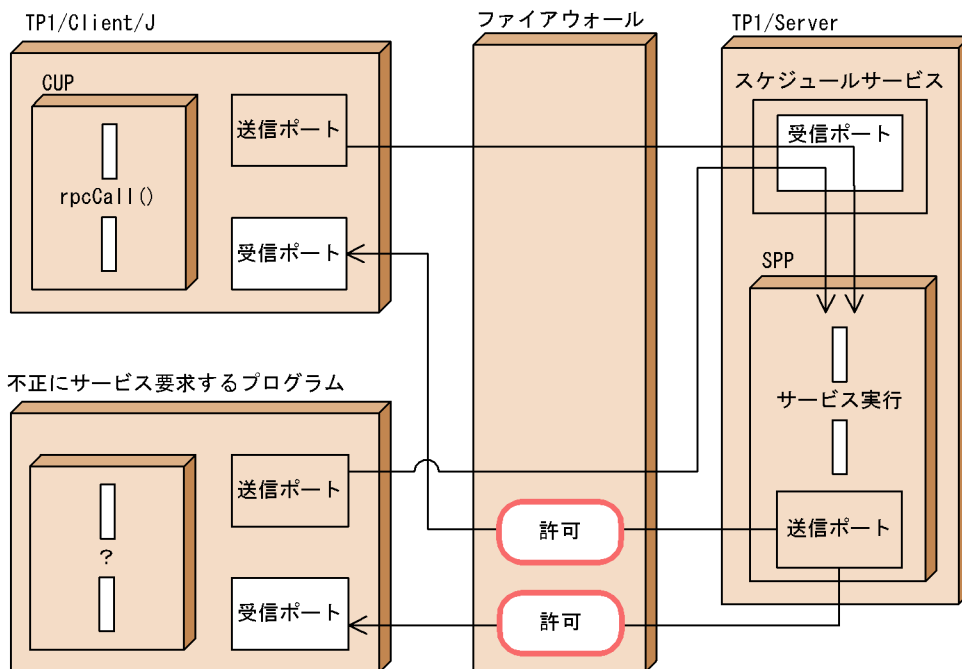 TP1/Client/J
CUP
rpcCall()
送信ポート
受信ポート
ファイアウォール
TP1/Server
スケジュールサービス
受信ポート
SPP
サービス実行
送信ポート
不正にサービス要求するプログラム
?
送信ポート
受信ポート
許可
許可